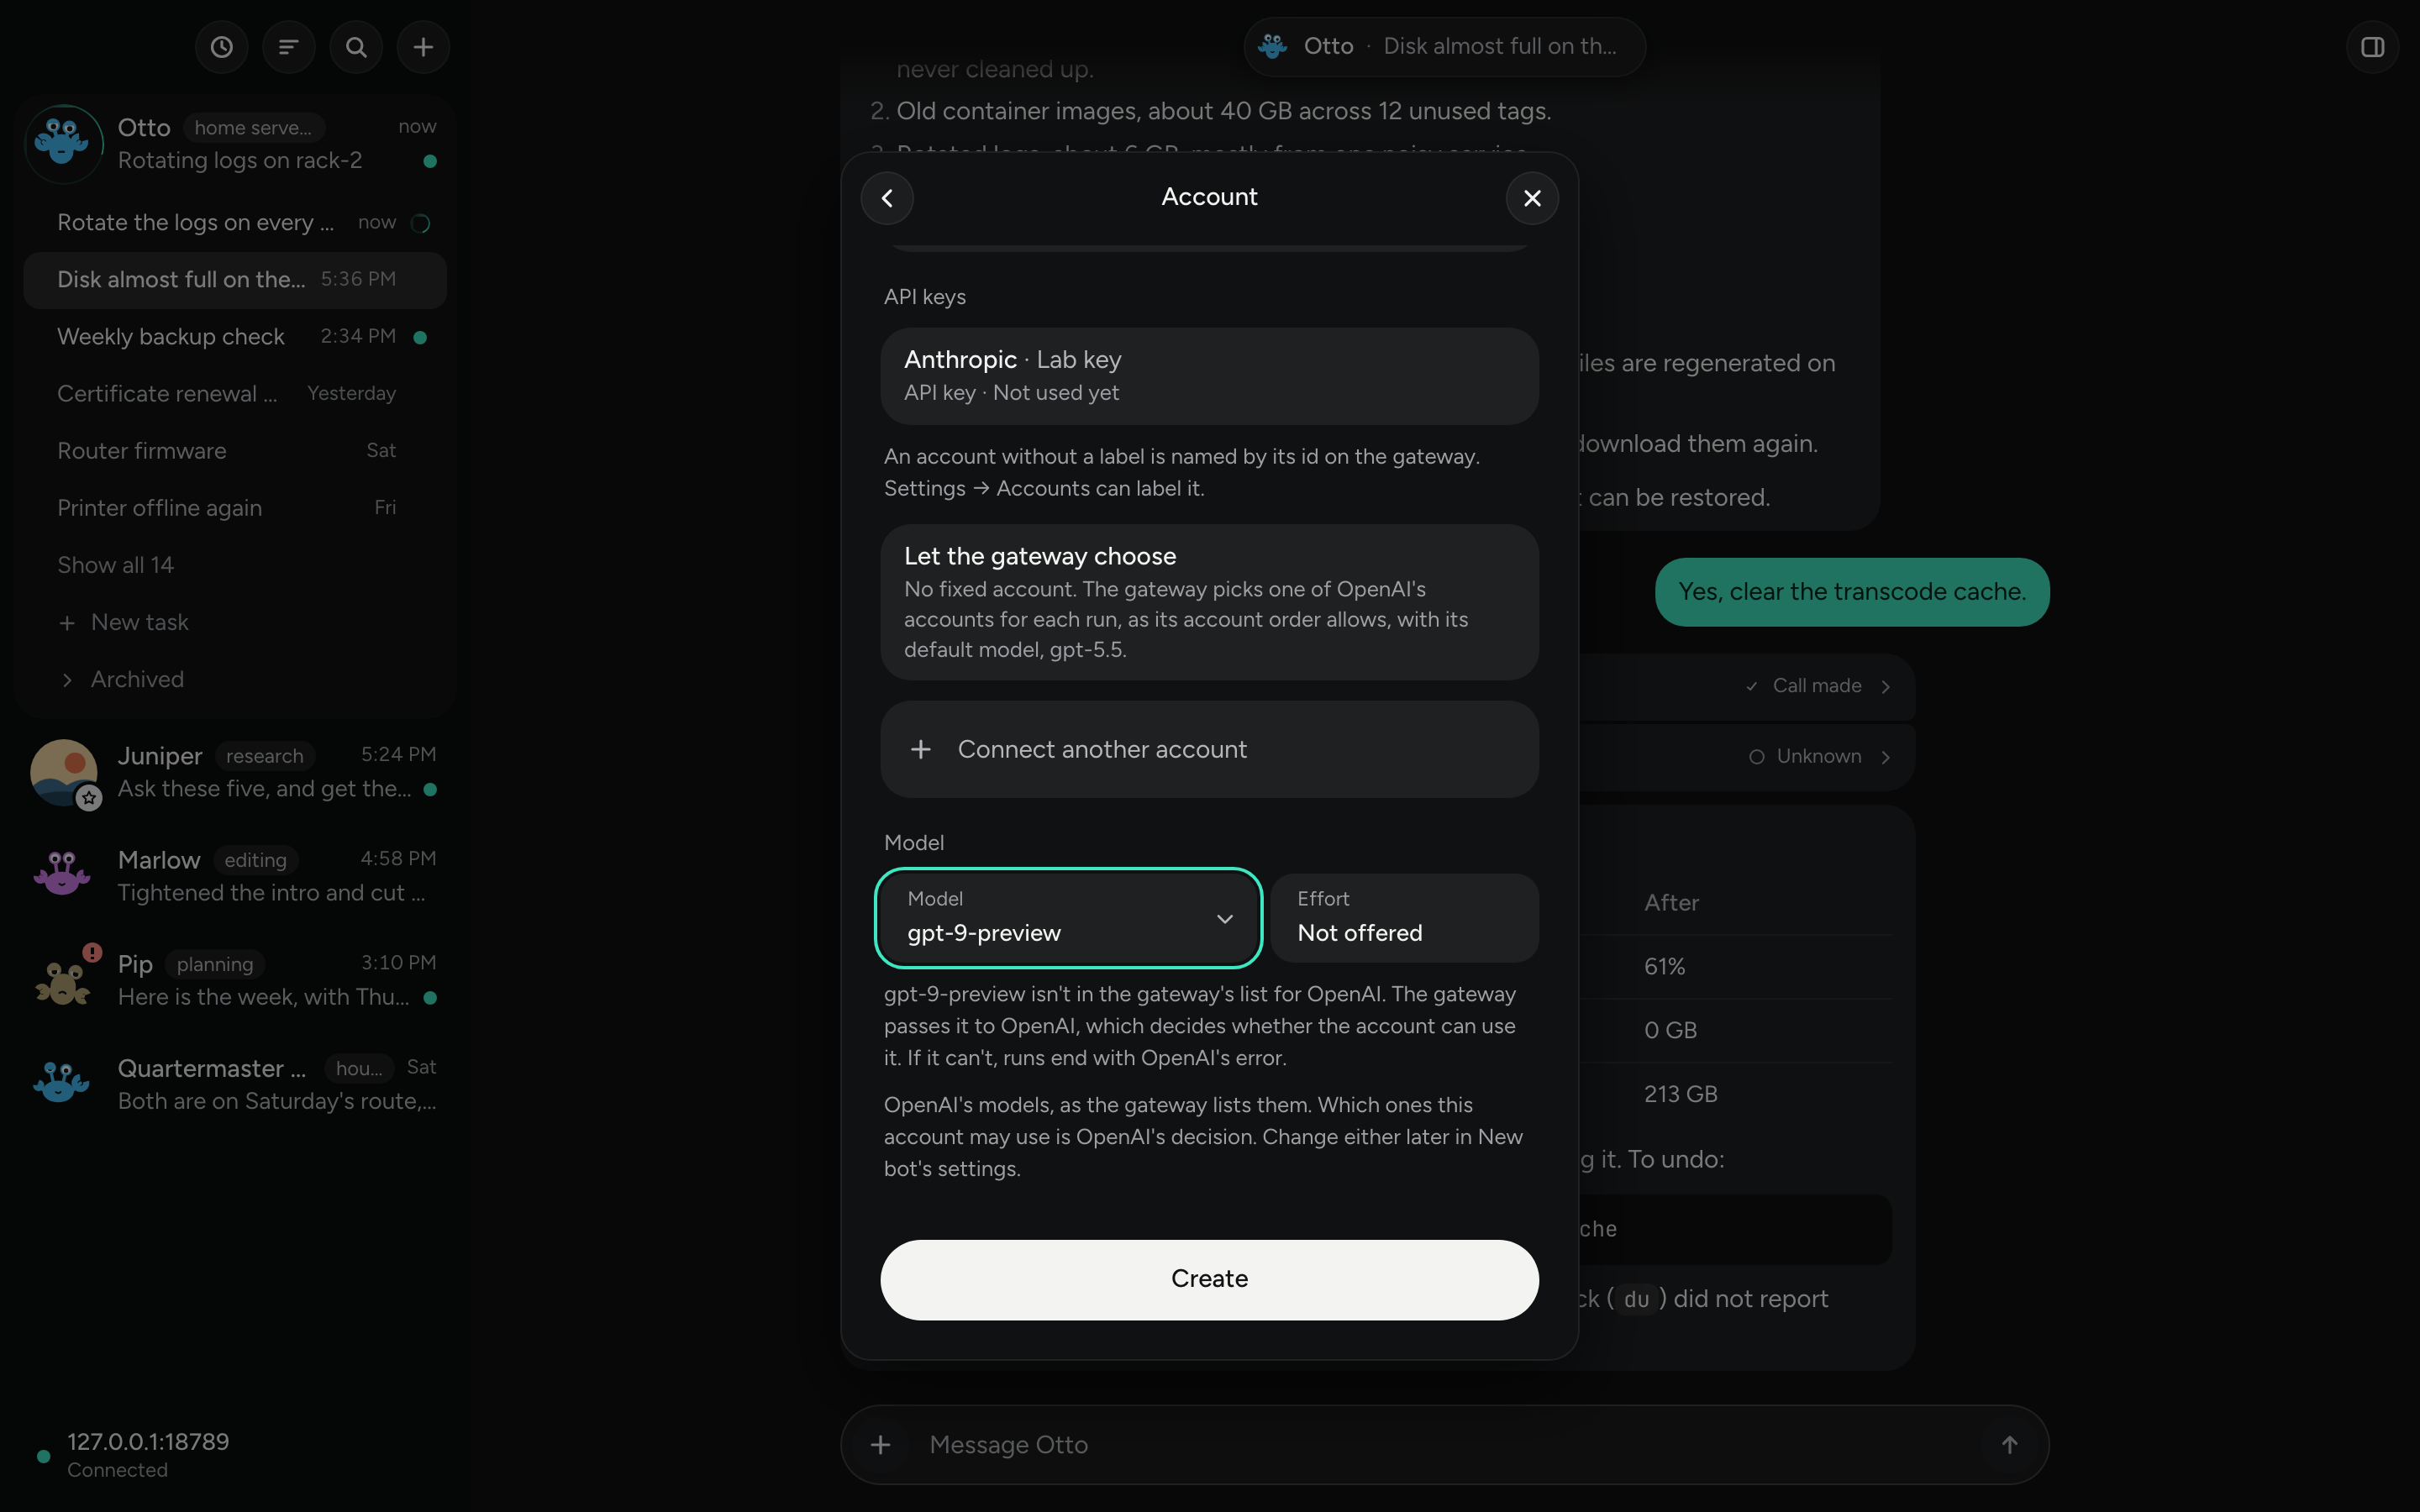 Otto
home serve...
now
Rotating logs on rack-2
Rotate the logs on every ...
now
Disk almost full on the...
5:36 PM
Weekly backup check
2:34 PM
Certificate renewal ...
Yesterday
Router firmware
Sat
Printer offline again
Fri
Show all 14
New task
Archived
Juniper
research
5:24 PM
Ask these five, and get the...
Marlow
editing
4:58 PM
Tightened the intro and cut ...
Pip
planning
3:10 PM
Here is the week, with Thu...
Quartermaster ...
hou...
Sat
Both are on Saturday's route,...
127.0.0.1:18789
Connected
Otto · Disk almost full on th...
never cleaned up.
2. Old container images, about 40 GB across 12 unused tags.
3. Rotated logs, about 6 GB, mostly from one noisy service.
Account
API keys
Anthropic · Lab key
API key · Not used yet
An account without a label is named by its id on the gateway.
Settings → Accounts can label it.
Let the gateway choose
No fixed account. The gateway picks one of OpenAI's
accounts for each run, as its account order allows, with its
default model, gpt-5.5.
Connect another account
Model
Model
gpt-9-preview
Effort
Not offered
gpt-9-preview isn't in the gateway's list for OpenAI. The gateway
passes it to OpenAI, which decides whether the account can use
it. If it can't, runs end with OpenAI's error.
OpenAI's models, as the gateway lists them. Which ones this
account may use is OpenAI's decision. Change either later in New
bot's settings.
Create
are regenerated on
download them again.
can be restored.
Yes, clear the transcode cache.
Call made
Unknown
After
61%
0 GB
213 GB
it. To undo:
( du ) did not report
Message Otto